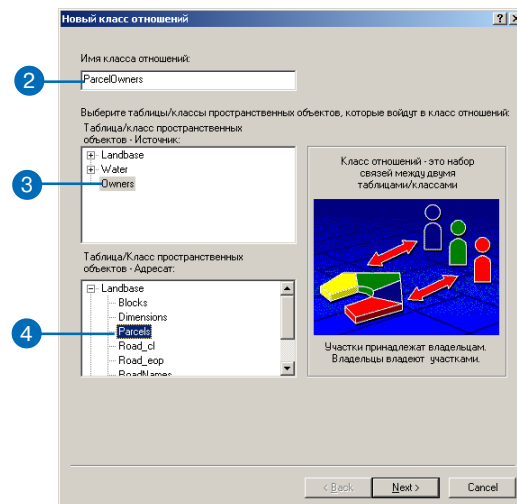 Новый класс отношений
Имя класса отношений:
2
ParcelOwners
Выберите таблицы/классы пространственных объектов, которые войдут в класс отношений:
Таблица/класс пространственных
объектов - Источник:
Landbase
Water
3
Owners
Класс отношений - это набор
связей между двумя
таблицами/классами
Таблица/Класс пространственных
объектов - Адресат:
Landbase
Blocks
Dimensions
4
Parcels
Road_cl
Road_eop
RoadNames
Участки принадлежат владельцам.
Владельцы владеют участками.
< Back
Next >
Cancel